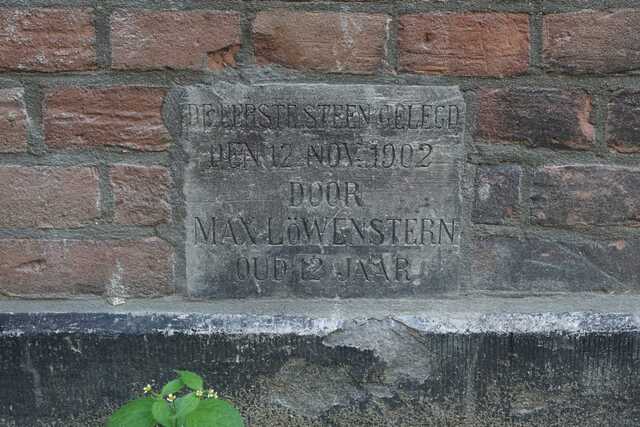 DE EERSTE STEEN GELEGD
DEN 12 NOV. 1902
DOOR
MAX LÖWENSTERN
OUD 12 JAAR